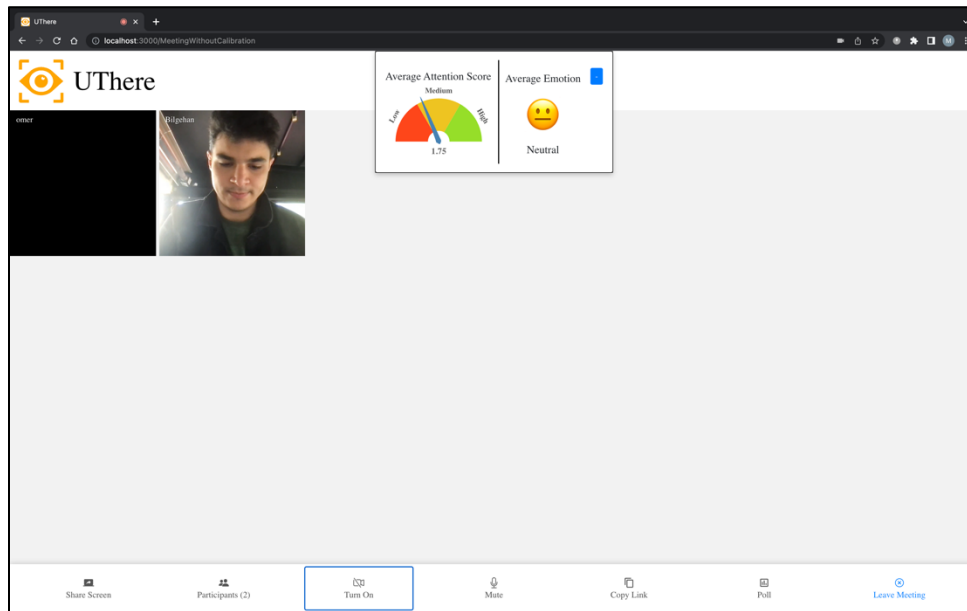 UThere
localhost:3000/MeetingWithoutCalibration
M
UThere
Average Attention Score
Low
Medium
High
1.75
Average Emotion
Neutral
omer
Bilgehan
Share Screen
Participants (2)
Turn On
Mute
Copy Link
Poll
Leave Meeting